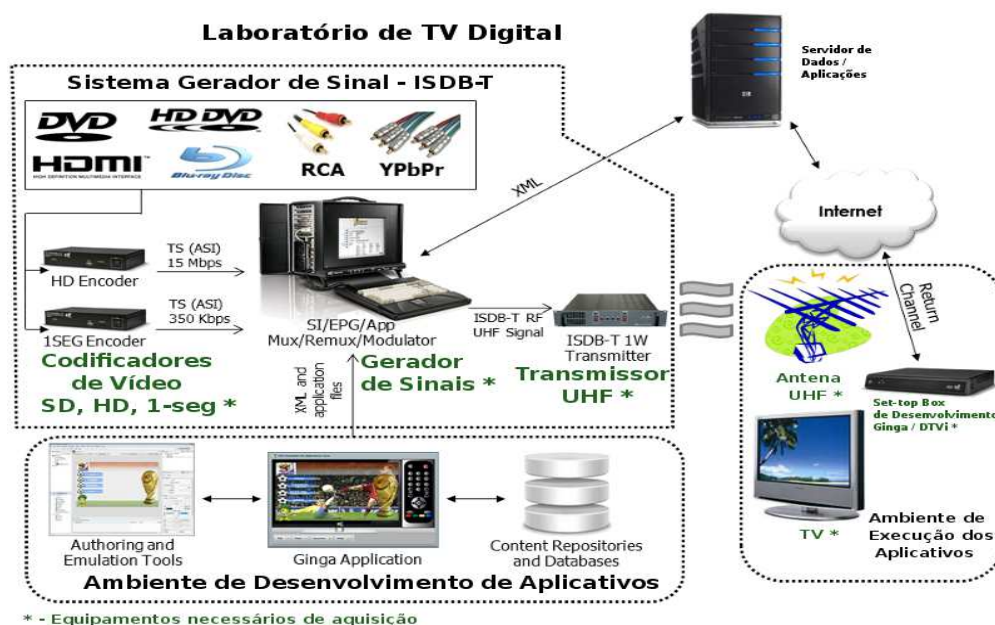 Laboratório de TV Digital
Servidor de
Dados /
Aplicações
Sistema Gerador de Sinal - ISDB-T
DVD
HD DVD
HDMI™
HIGH DEFINITION MULTIMEDIA INTERFACE
Blu-ray Disc
RCA
YPbPr
XML
Internet
Return
Channel
HD Encoder
TS (ASI)
15 Mbps
1SEG Encoder
TS (ASI)
350 Kbps
SI/EPG/App
Mux/Remux/Modulator
ISDB-T RF
UHF Signal
ISDB-T 1W
Transmitter
Codificadores
de Vídeo
SD, HD, 1-seg *
Gerador
de Sinais *
Transmissor
UHF *
XML and
application
files
Antena
UHF *
Set-top Box
de Desenvolvimento
Ginga / DTVi *
TV *
Ambiente de
Execução dos
Aplicativos
Authoring and
Emulation Tools
Ginga Application
Content Repositories
and Databases
Ambiente de Desenvolvimento de Aplicativos
* - Equipamentos necessários de aquisição